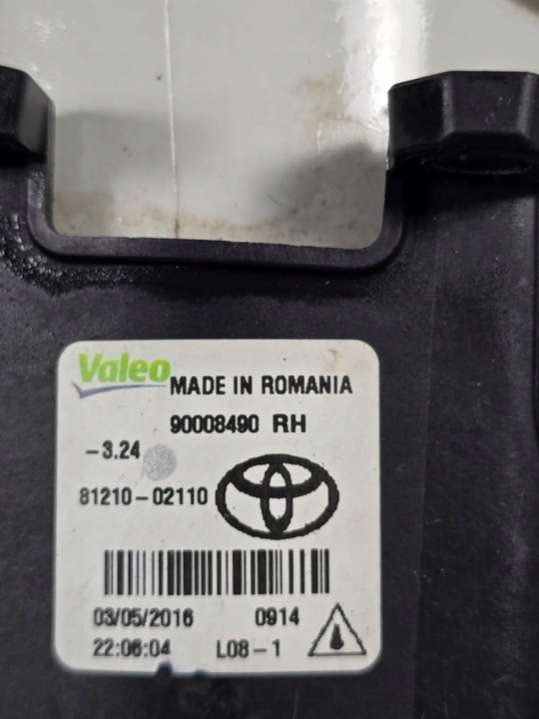 Valeo MADE IN ROMANIA
90008490 RH
-3.24
81210-02110
03/05/2016 0914
22:06:04 L08-1